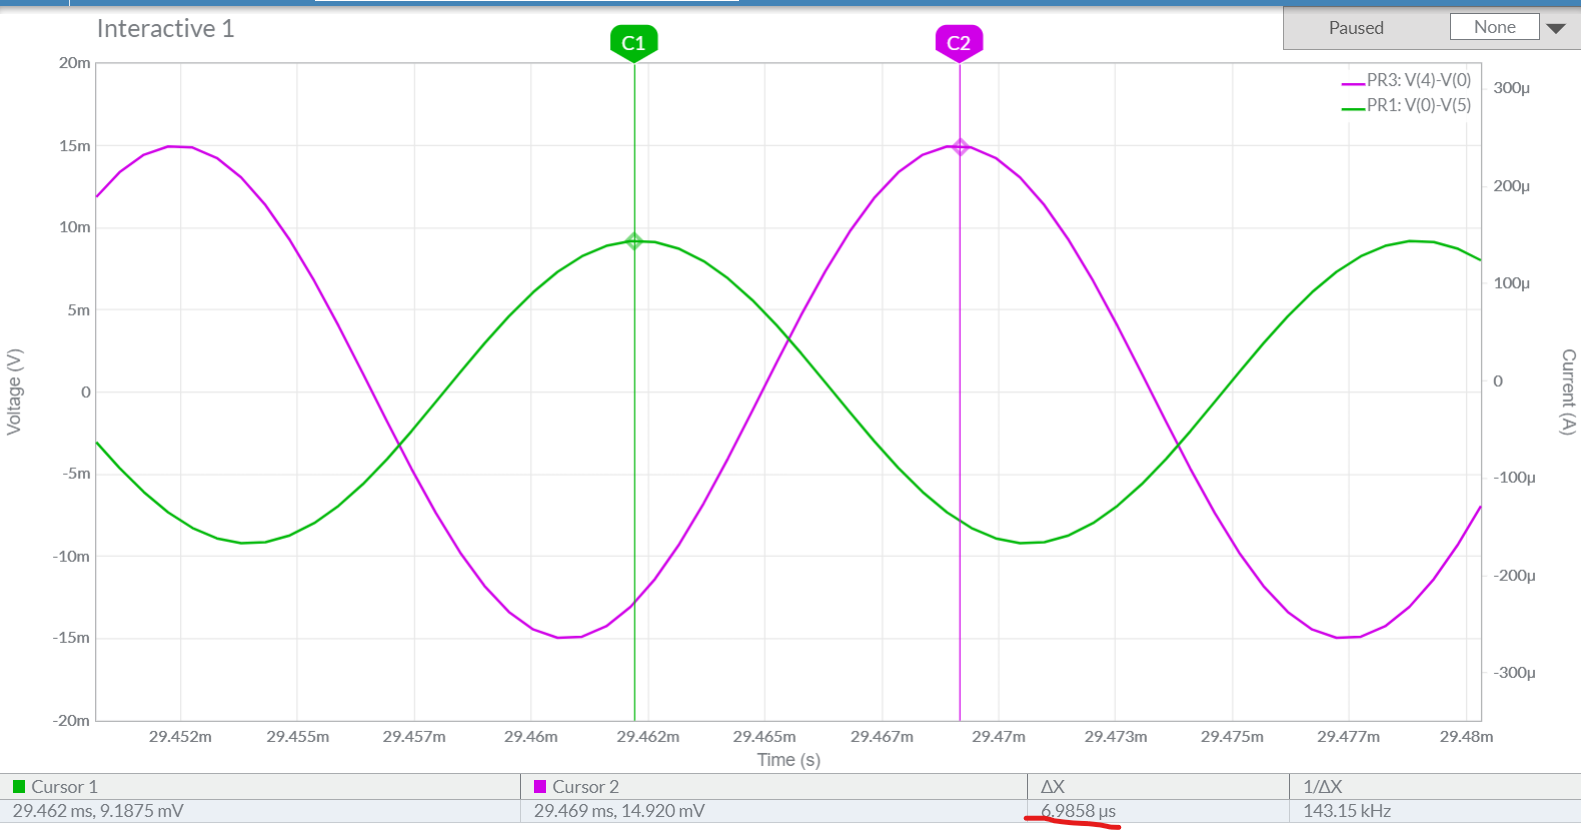 Interactive 1
C1
C2
Paused
None
PR3: V(4)-V(0)
PR1: V(0)-V(5)
20m
15m
10m
5m
0
-5m
-10m
-15m
-20m
Voltage (V)
300µ
200µ
100µ
0
-100µ
-200µ
-300µ
Current (A)
29.452m 29.455m 29.457m 29.46m 29.462m 29.465m 29.467m 29.47m 29.473m 29.475m 29.477m 29.48m
Time (s)
Cursor 1 Cursor 2 ΔX 1/ΔX
29.462 ms, 9.1875 mV 29.469 ms, 14.920 mV 6.9858 µs 143.15 kHz